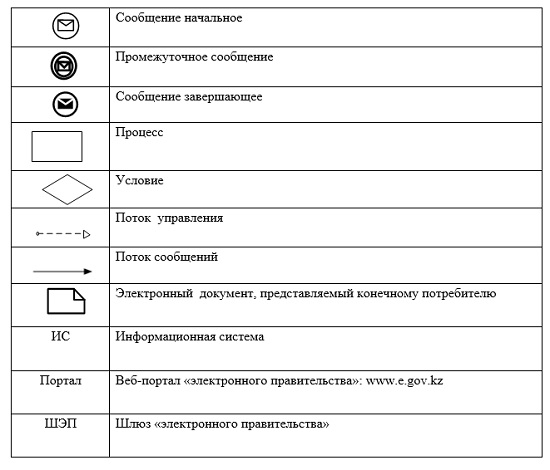 Сообщение начальное
Промежуточное сообщение
Сообщение завершающее
Процесс
Условие
Поток управления
Поток сообщений
Электронный документ, представляемый конечному потребителю
ИС Информационная система
Портал Веб-портал «электронного правительства»: www.e.gov.kz
ШЭП Шлюз «электронного правительства»